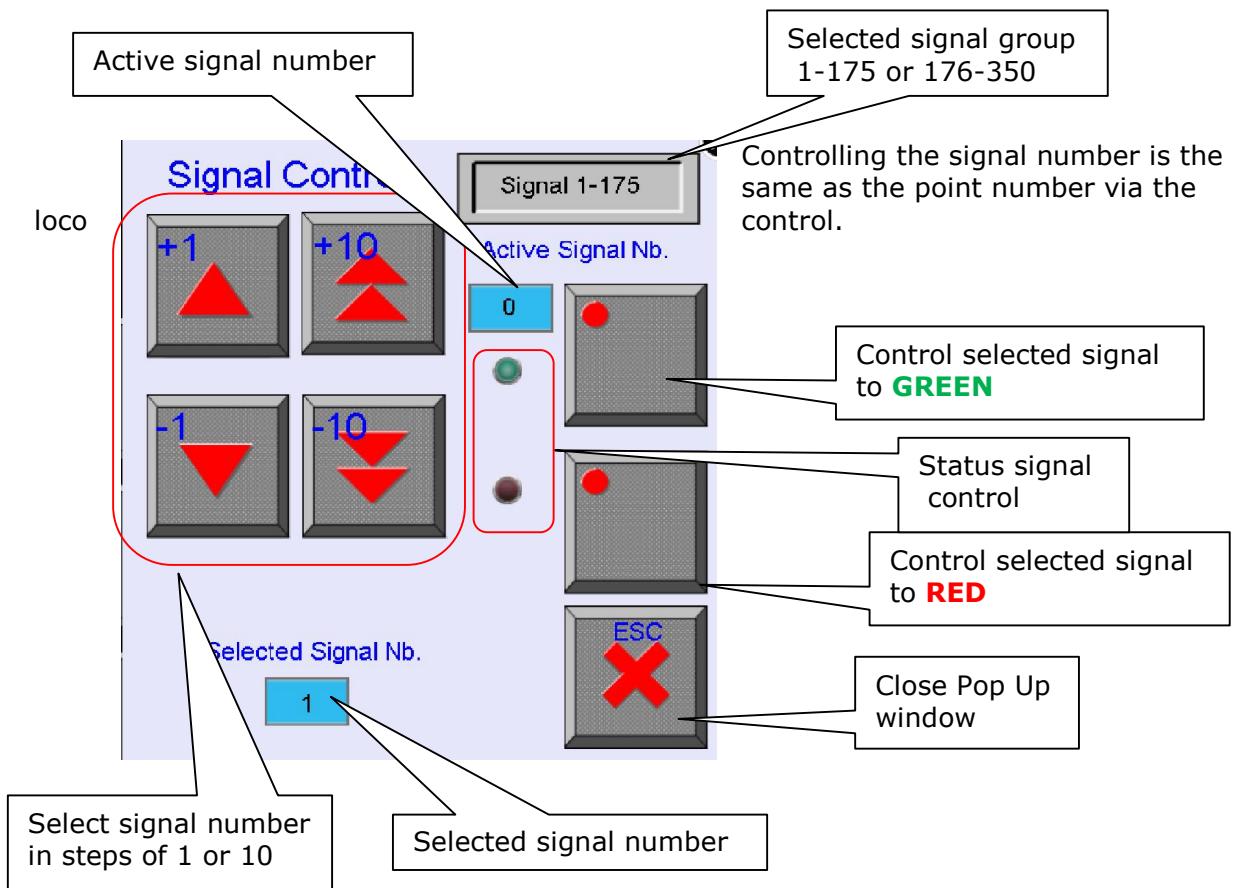 Active signal number
Selected signal group
1-175 or 176-350
Controlling the signal number is the
same as the point number via the
loco
control.
Signal Contr
Signal 1-175
+1
+10
Active Signal Nb.
0
-1
-10
Control selected signal
to GREEN
Status signal
control
Control selected signal
to RED
ESC
Selected Signal Nb.
1
Close Pop Up
window
Select signal number
in steps of 1 or 10
Selected signal number